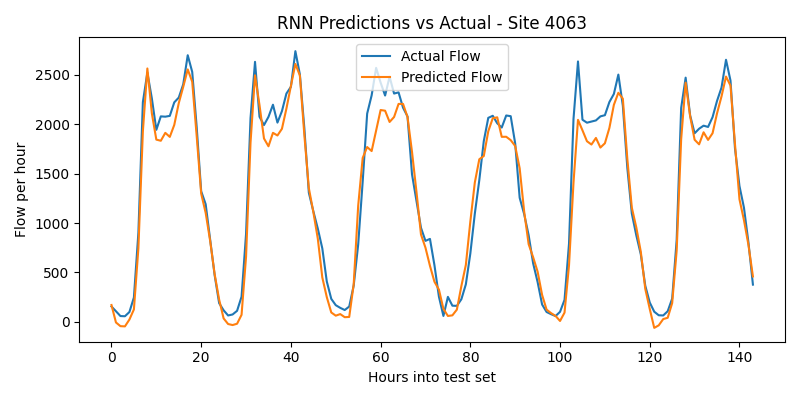 RNN Predictions vs Actual - Site 4063
Actual Flow
Predicted Flow
Flow per hour
2500
2000
1500
1000
500
0
0 20 40 60 80 100 120 140
Hours into test set